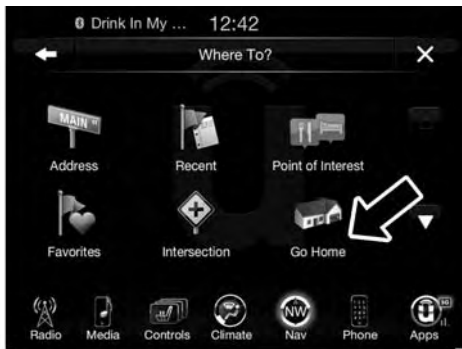 Drink In My ... 12:42
Where To?
MAIN ST
Address Recent Point of Interest
Favorites Intersection Go Home
NW
Radio Media Controls Climate Nav Phone Apps